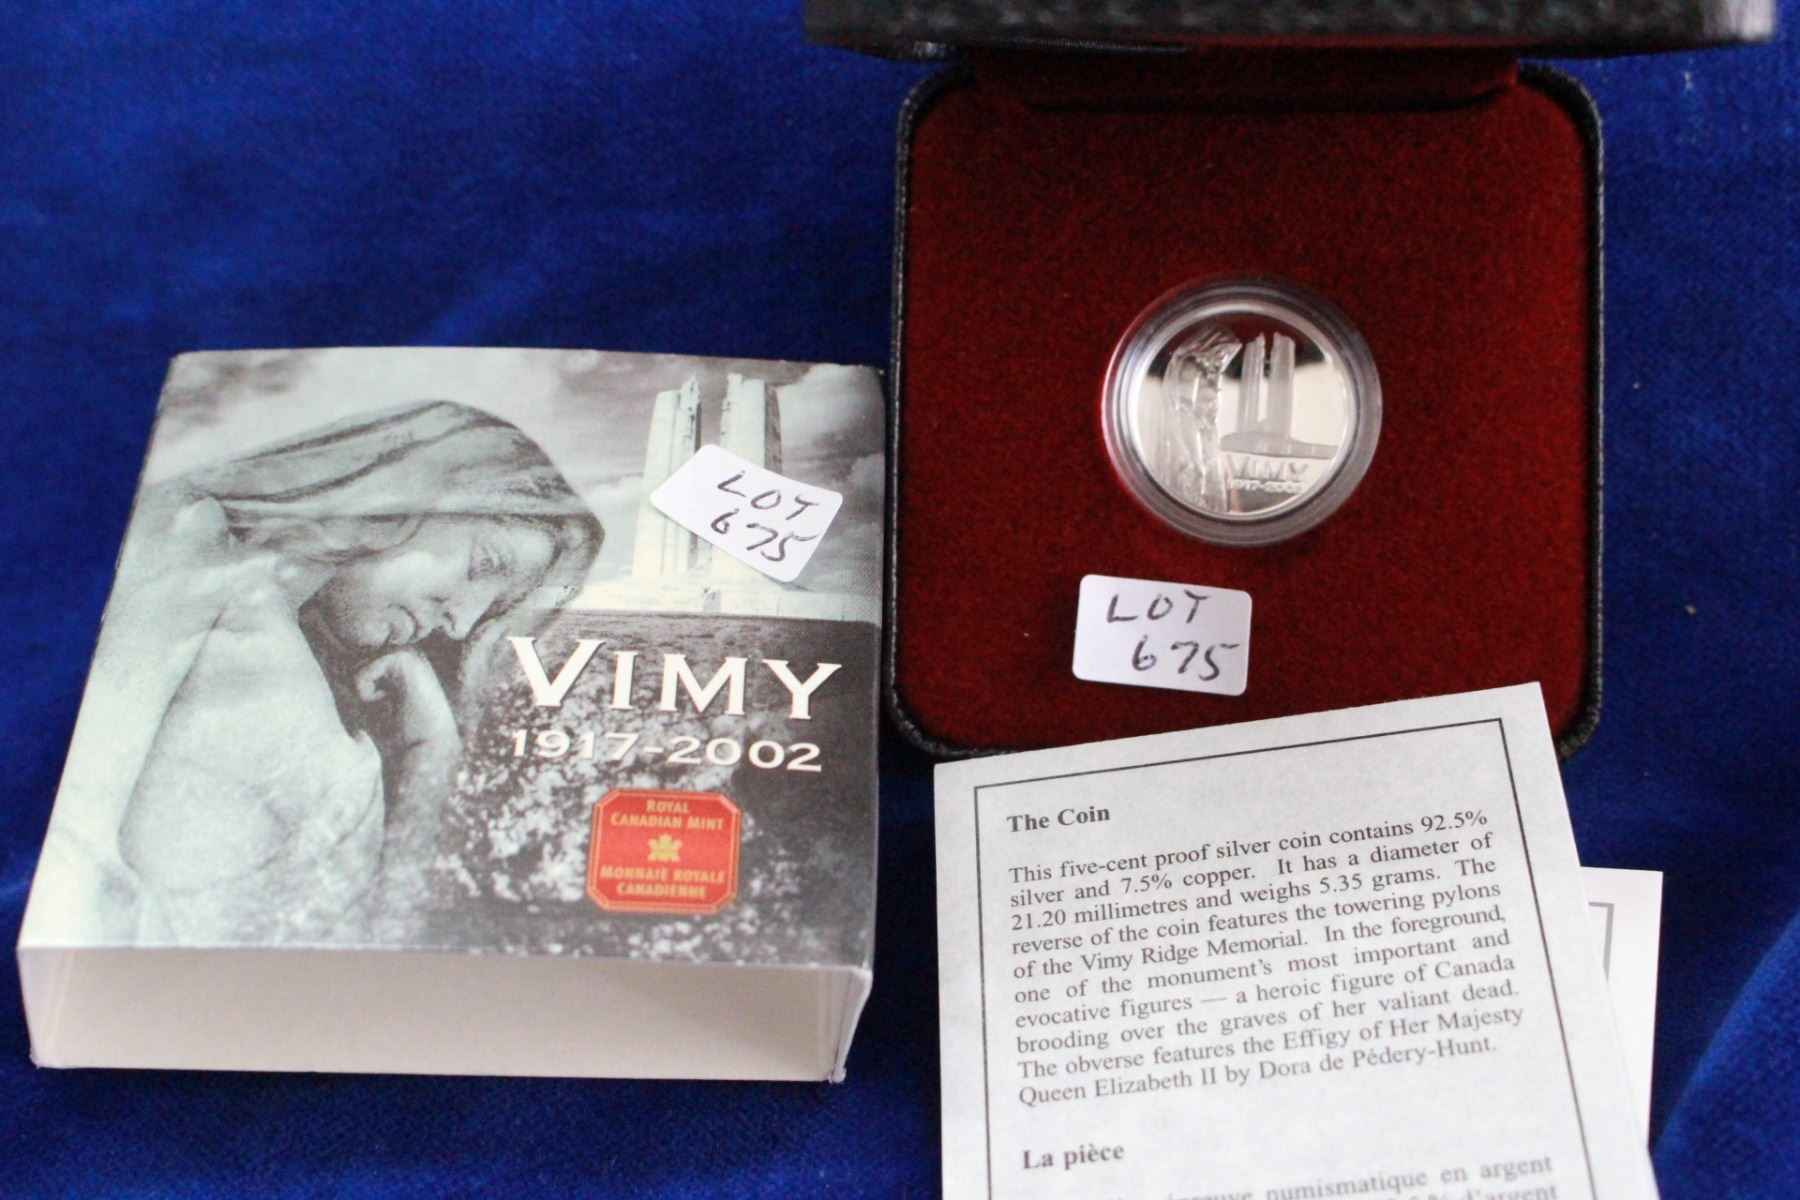 LOT
675
VIMY
1917-2002
ROYAL
CANADIAN MINT
MONNAIE ROYALE
CANADIENNE
VIMY
1917-2002
LOT
675
The Coin
This five-cent proof silver coin contains 92.5%
silver and 7.5% copper. It has a diameter of
21.20 millimetres and weighs 5.35 grams. The
reverse of the coin features the towering pylons
of the Vimy Ridge Memorial. In the foreground,
one of the monument's most important and
evocative figures — a heroic figure of Canada
brooding over the graves of her valiant dead.
The obverse features the Effigy of Her Majesty
Queen Elizabeth II by Dora de Pédery-Hunt.
La pièce
numismatique en argent
% d'argent